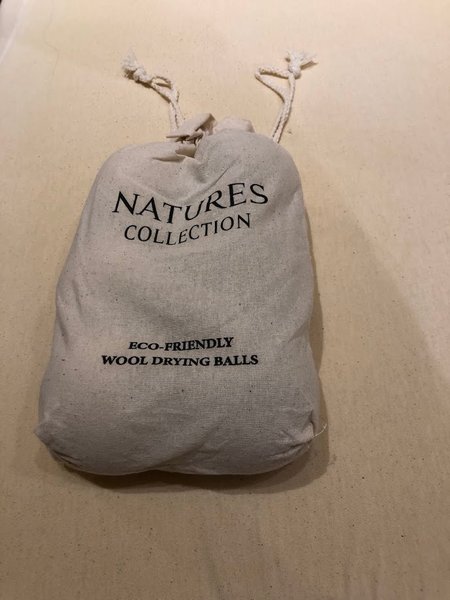 NATURES
COLLECTION
ECO-FRIENDLY
WOOL DRYING BALLS